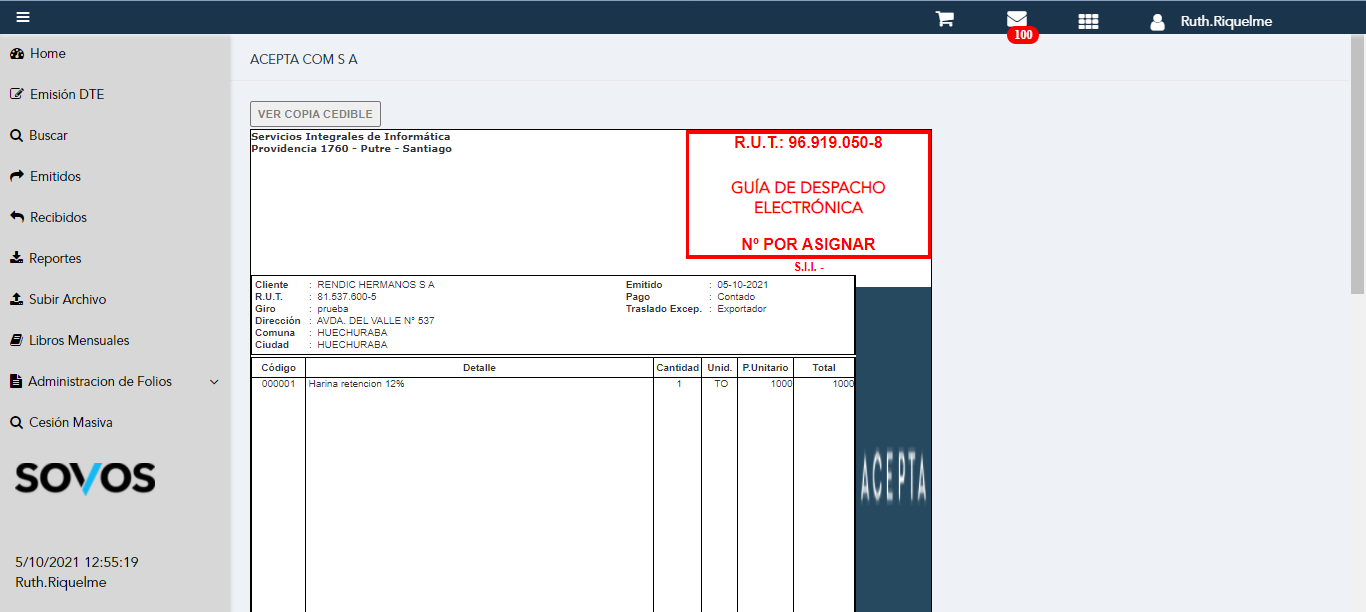 Ruth.Riquelme
100
Home
Emisión DTE
Buscar
Emitidos
Recibidos
Reportes
Subir Archivo
Libros Mensuales
Administracion de Folios
Cesión Masiva
SOVOS
5/10/2021 12:55:19
Ruth.Riquelme
ACEPTA COM S A
VER COPIA CEDIBLE
Servicios Integrales de Informática
Providencia 1760 - Putre - Santiago
R.U.T.: 96.919.050-8
GUÍA DE DESPACHO
ELECTRÓNICA
Nº POR ASIGNAR
S.I.I. -
Cliente : RENDIC HERMANOS S A Emitido : 05-10-2021
R.U.T. : 81.537.600-5 Pago : Contado
Giro : prueba Traslado Excep. : Exportador
Dirección : AVDA. DEL VALLE N° 537
Comuna : HUECHURABA
Ciudad : HUECHURABA
Código Detalle Cantidad Unid. P.Unitario Total
000001 Harina retencion 12% 1 TO 1000 1000
ACEPTA